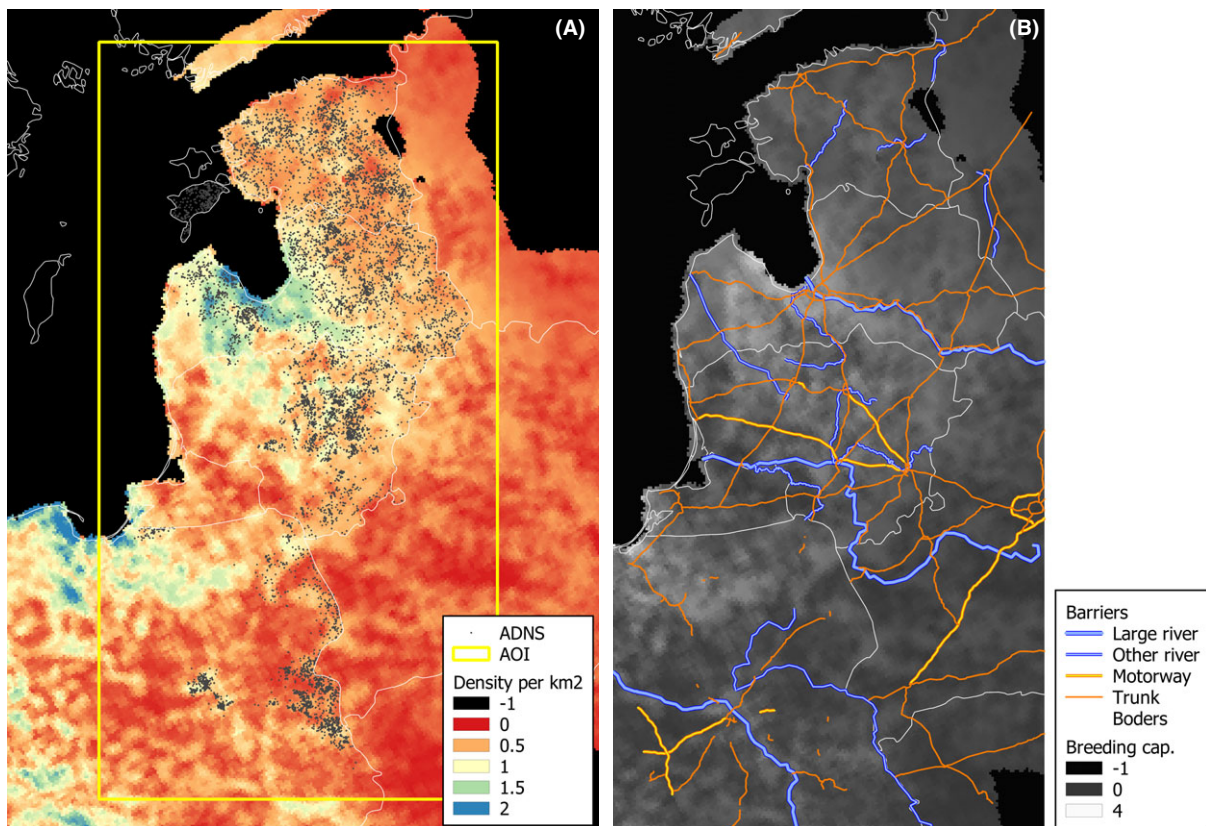 (A)
(B)
ADNS
AOI
Density per km2
-1
0
0.5
1
1.5
2
Barriers
Large river
Other river
Motorway
Trunk
Boders
Breeding cap.
-1
0
4